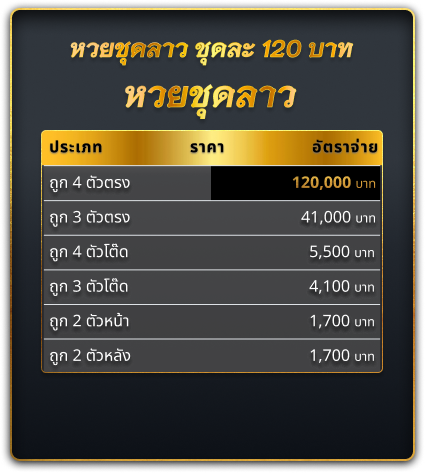 หวยชุดลาว ชุดละ 120 บาท
หวยชุดลาว
ประเภท ราคา อัตราจ่าย
ถูก 4 ตัวตรง 120,000 บาท
ถูก 3 ตัวตรง 41,000 บาท
ถูก 4 ตัวโต๊ด 5,500 บาท
ถูก 3 ตัวโต๊ด 4,100 บาท
ถูก 2 ตัวหน้า 1,700 บาท
ถูก 2 ตัวหลัง 1,700 บาท